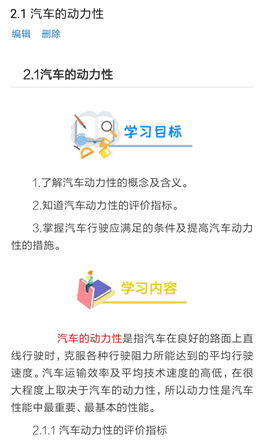 2.1 汽车的动力性
编辑 删除
2.1汽车的动力性
学习目标
1.了解汽车动力性的概念及含义。
2.知道汽车动力性的评价指标。
3.掌握汽车行驶应满足的条件及提高汽车动力
性的措施。
学习内容
汽车的动力性是指汽车在良好的路面上直
线行驶时，克服各种行驶阻力所能达到的平均行驶
速度。汽车运输效率及平均技术速度的高低，在很
大程度上取决于汽车的动力性，所以动力性是汽车
性能中最重要、最基本的性能。
2.1.1 汽车动力性的评价指标